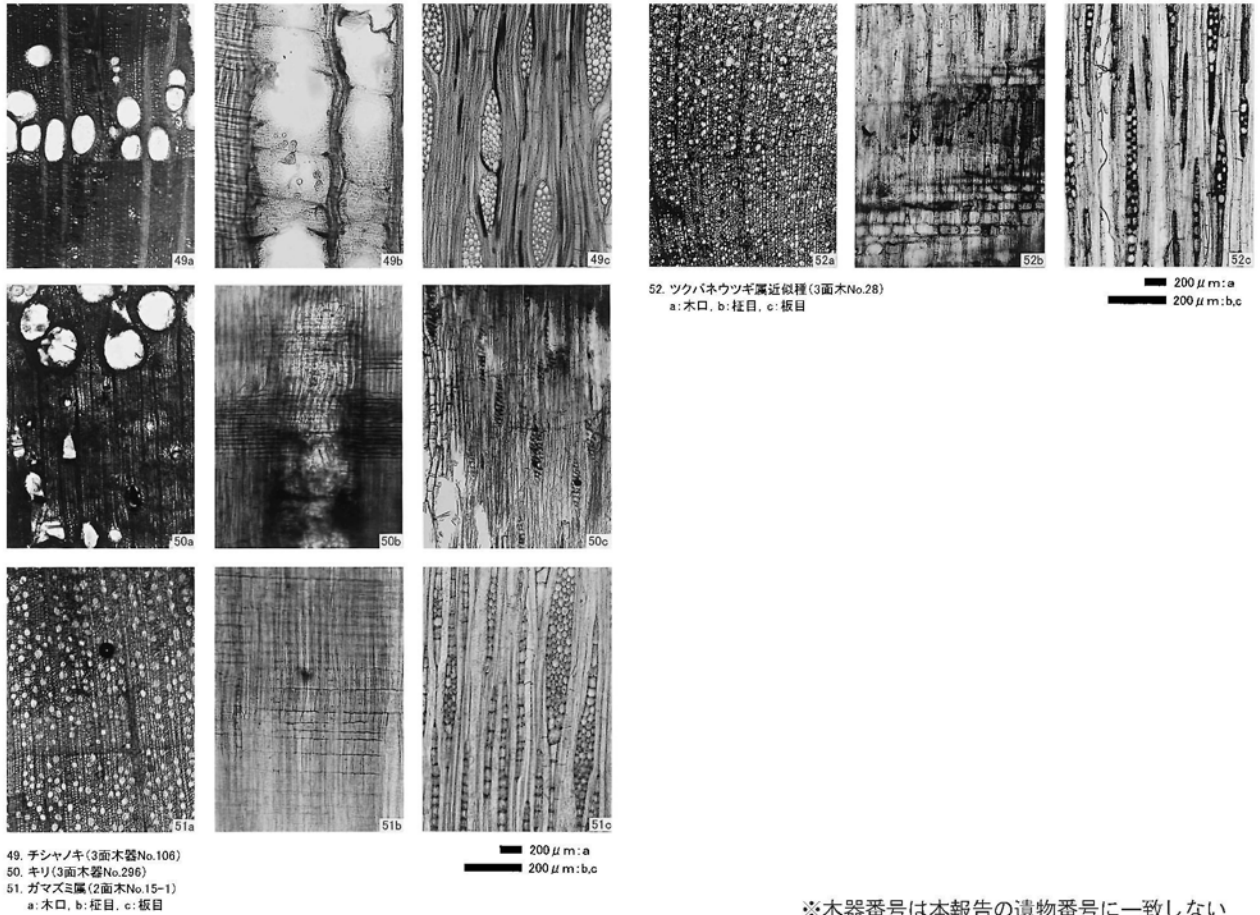 49a
49b
49c
50a
50b
50c
51a
51b
51c
49. チシャノキ(3面木器No.106)
50. キリ(3面木器No.296)
51. ガマズミ属(2面木No.15-1)
a:木口, b:柾目, c:板目
200μm:a
200μm:b,c
52a
52b
52c
52. ツクバネウツギ属近似種(3面木No.28)
a:木口, b:柾目, c:板目
200μm:a
200μm:b,c
※木器番号は本報告の遺物番号に一致しない